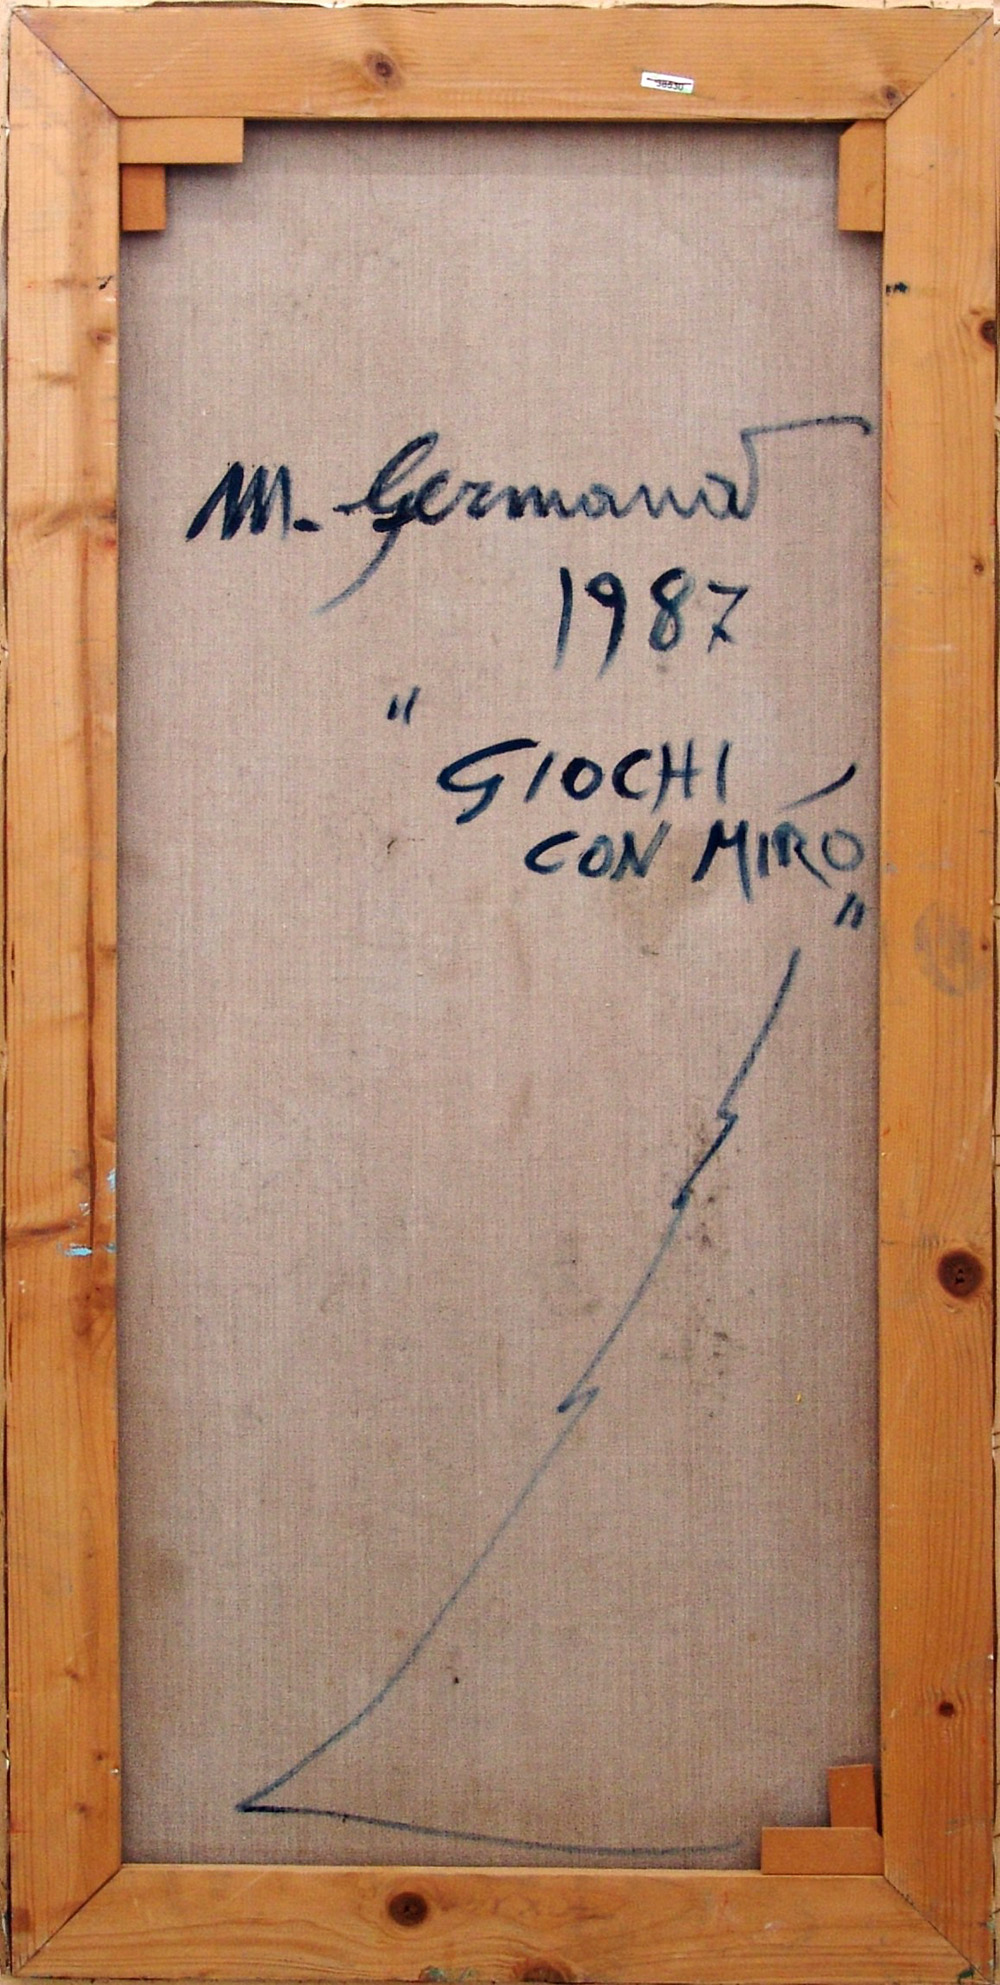 M. Germanà
1987
"GIOCHI
CON MIRÓ"